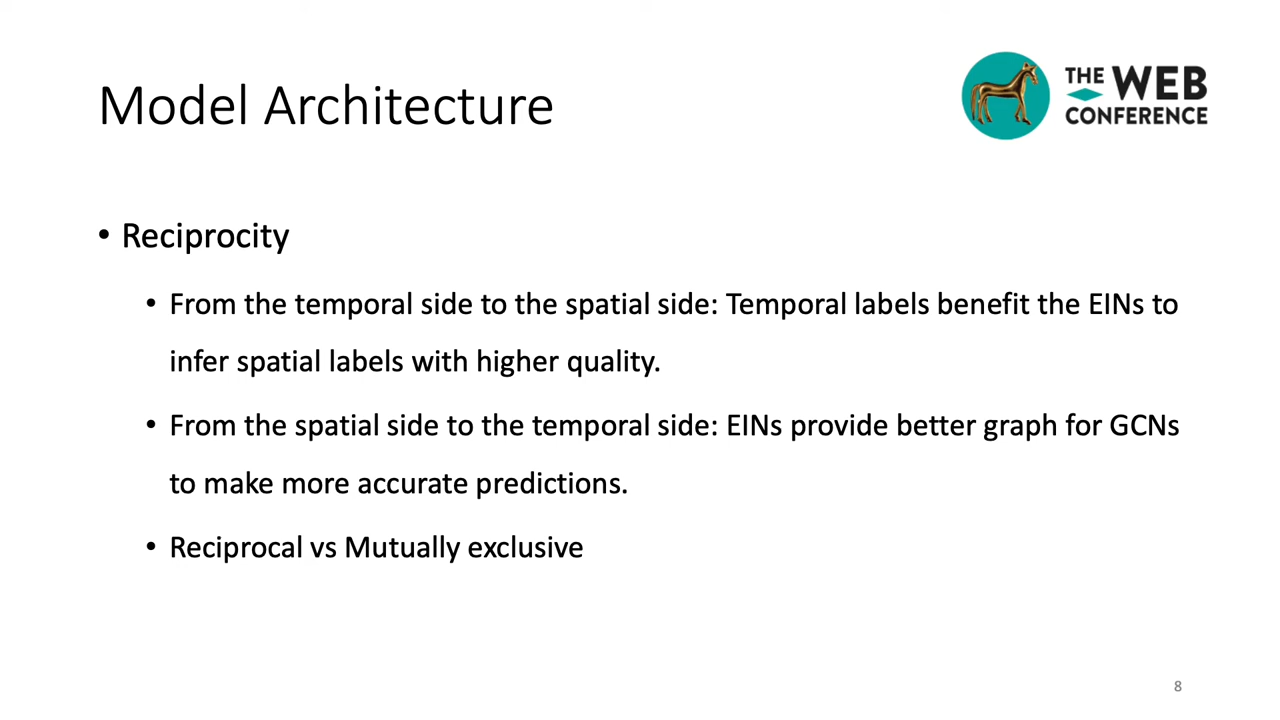 Model Architecture
THE WEB
CONFERENCE
• Reciprocity
• From the temporal side to the spatial side: Temporal labels benefit the EINs to
infer spatial labels with higher quality.
• From the spatial side to the temporal side: EINs provide better graph for GCNs
to make more accurate predictions.
• Reciprocal vs Mutually exclusive
8